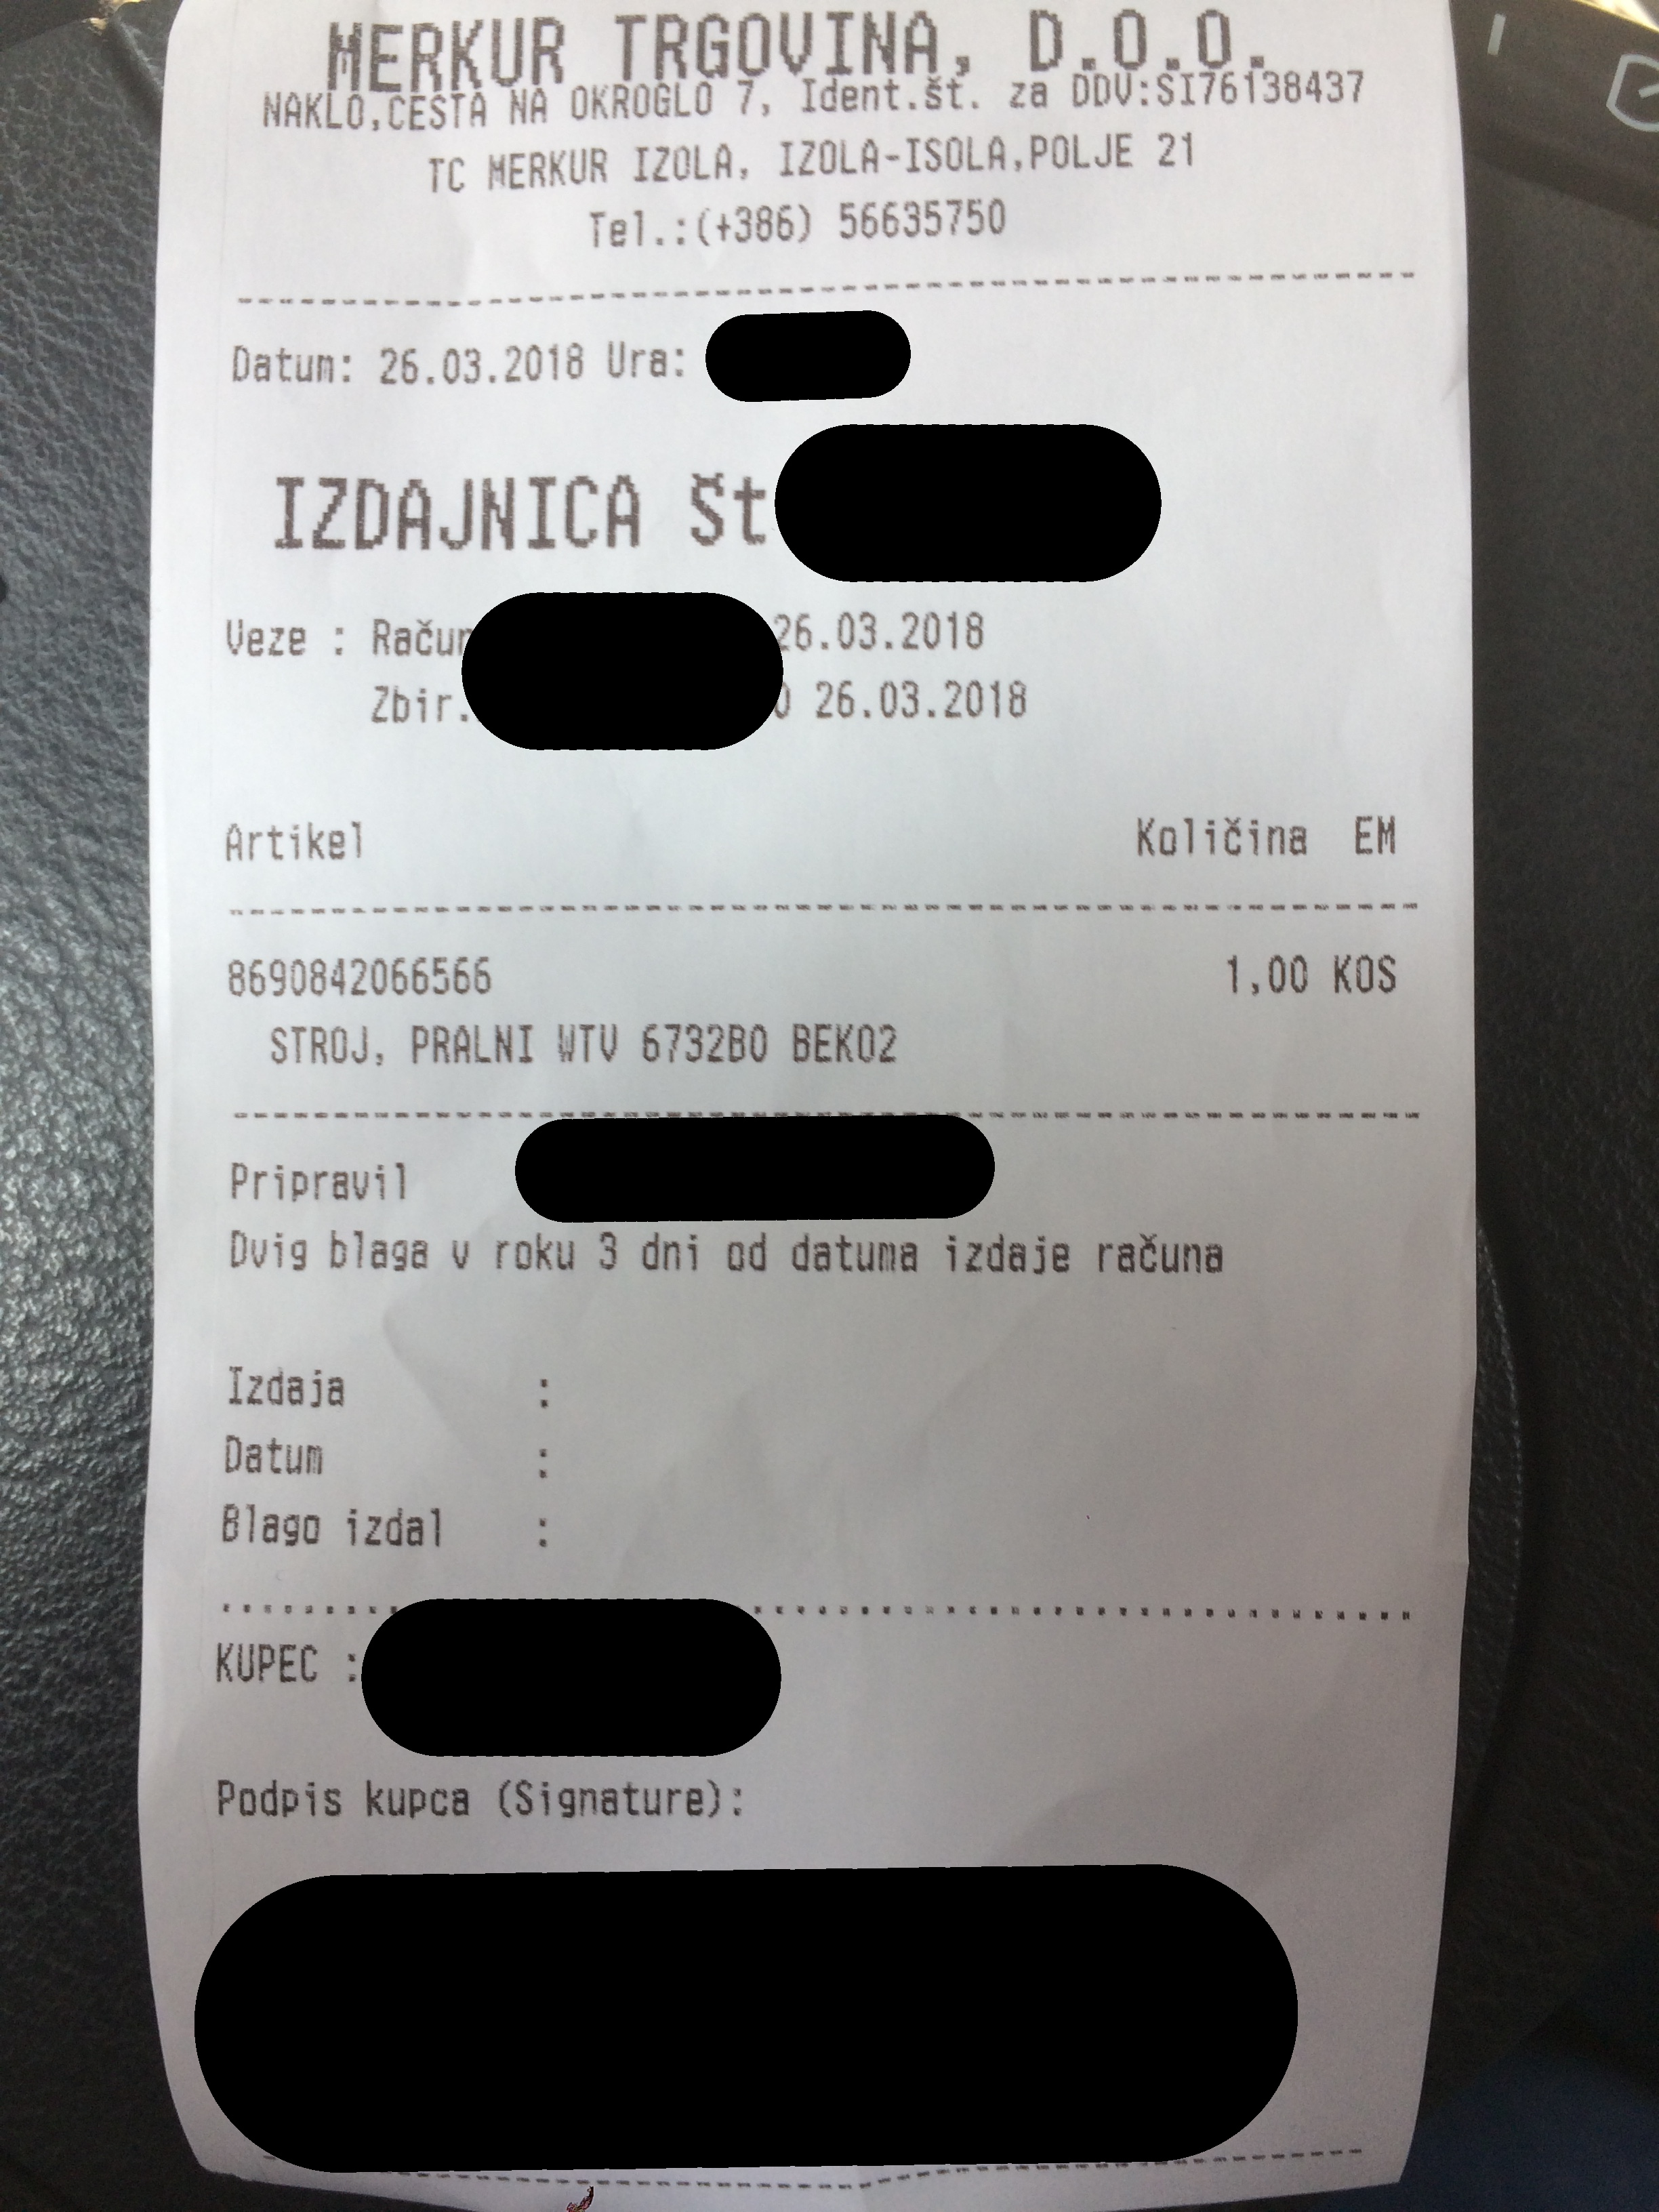 MERKUR TRGOVINA, D.O.O.
NAKLO,CESTA NA OKROGLO 7, Ident.št. za DDV:SI76138437
TC MERKUR IZOLA, IZOLA-ISOLA,POLJE 21
Tel.:(+386) 56635750
Datum: 26.03.2018 Ura:
IZDAJNICA Št
Veze : 26.03.2018
Zbir. 26.03.2018
Artikel Količina EM
8690842066566 1,00 KOS
STROJ, PRALNI WTV 6732B0 BEKO2
Pripravil
Dvig blaga v roku 3 dni od datuma izdaje računa
Izdaja :
Datum :
Blago izdal :
KUPEC :
Podpis kupca (Signature):